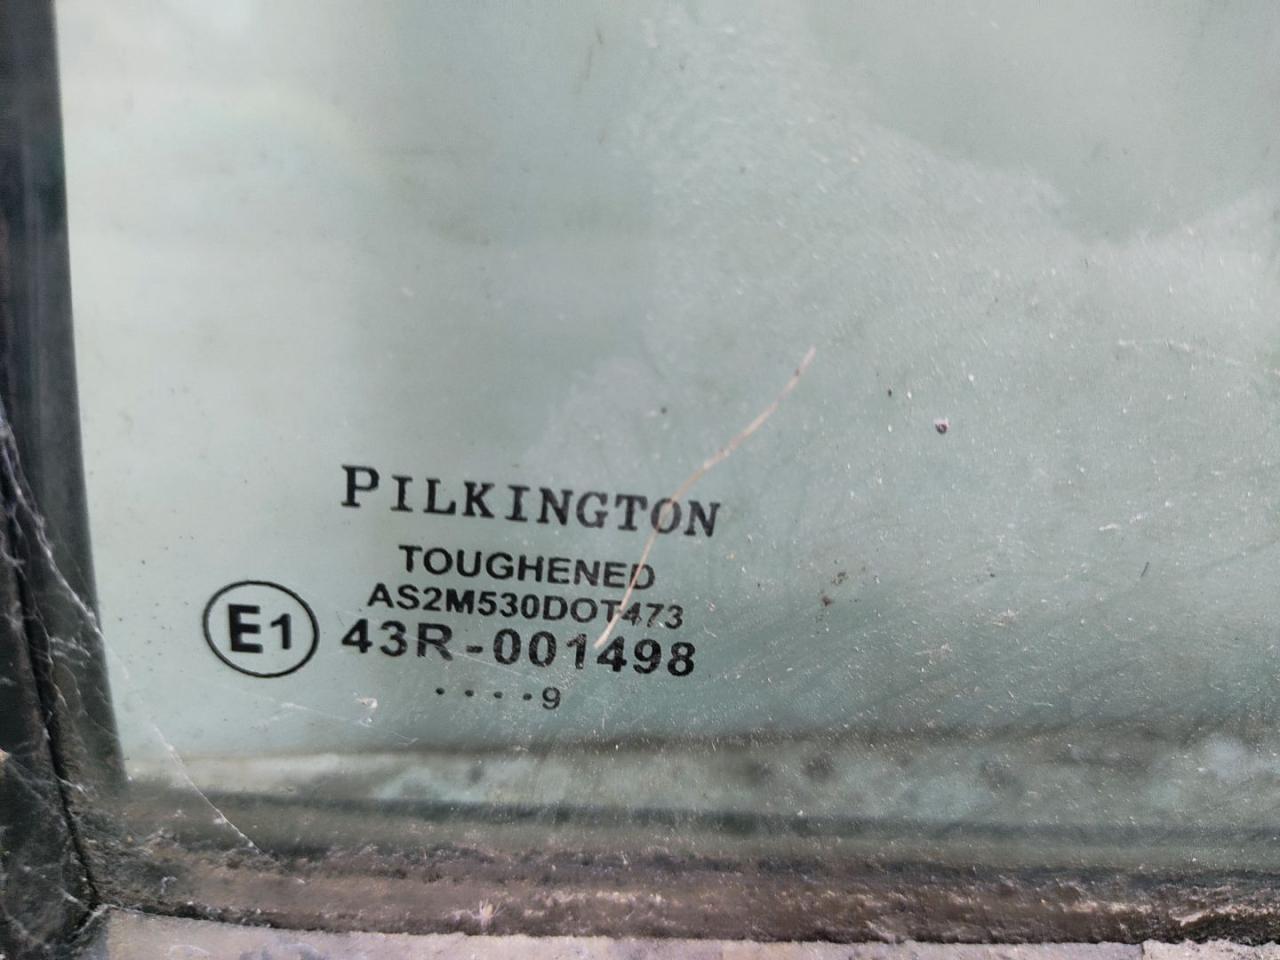 PILKINGTON
TOUGHENED
AS2M530DOT473
E1 43R-001498
....9